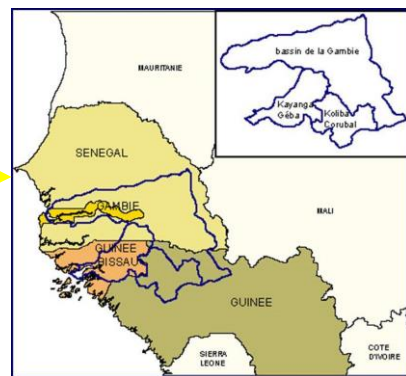 MAURITANIE
bassin de la Gambie
Kayanga
Géba
Koliba
Corubal
SENEGAL
GAMBIE
MALI
GUINEE
BISSAU
GUINEE
SIERRA
LEONE
COTE
D'IVOIRE